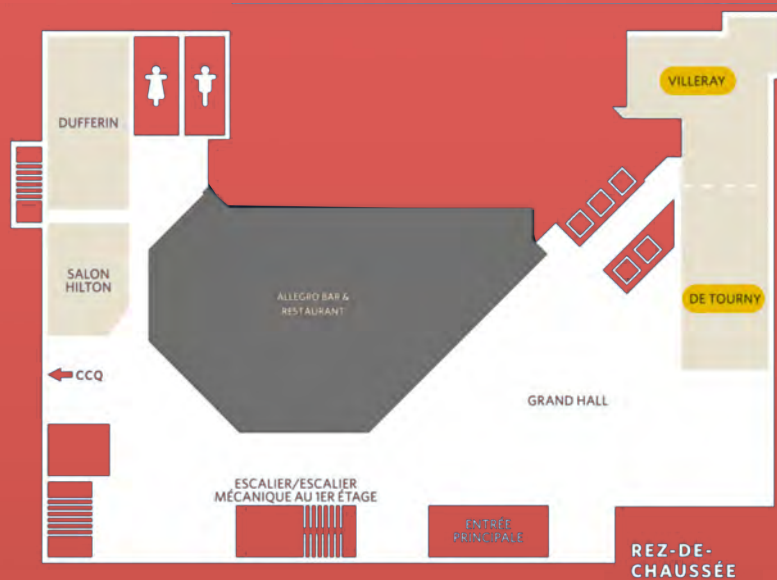 VILLERAY
DUFFERIN
SALON
HILTON
ALLEGRO BAR &
RESTAURANT
DE TOURNY
CCQ
GRAND HALL
ESCALIER/ESCALIER
MÉCANIQUE AU 1ER ÉTAGE
ENTRÉE
PRINCIPALE
REZ-DE-
CHAUSSÉE